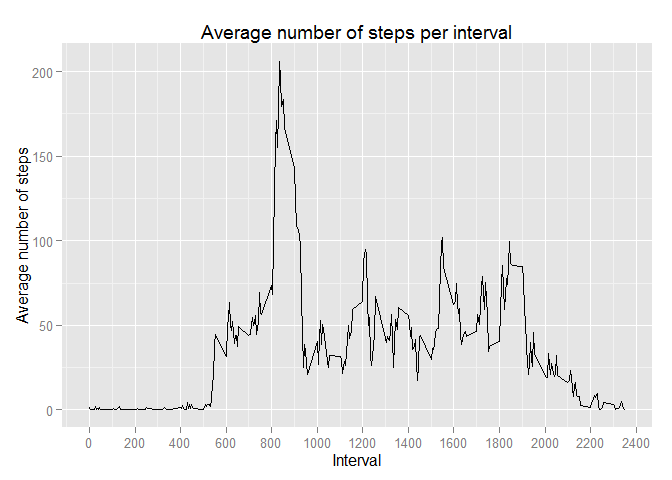 Average number of steps per interval
Average number of steps
200
150
100
50
0
0 200 400 600 800 1000 1200 1400 1600 1800 2000 2200 2400
Interval